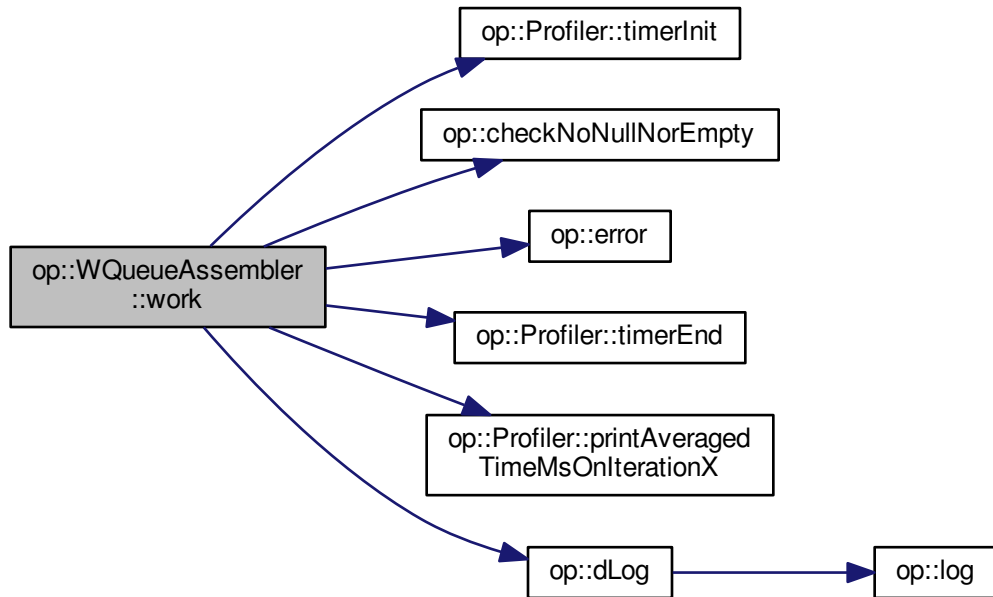 op::Profiler::timerInit
op::checkNoNullNorEmpty
op::error
op::WQueueAssembler
::work
op::Profiler::timerEnd
op::Profiler::printAveraged
TimeMsOnIterationX
op::dLog
op::log